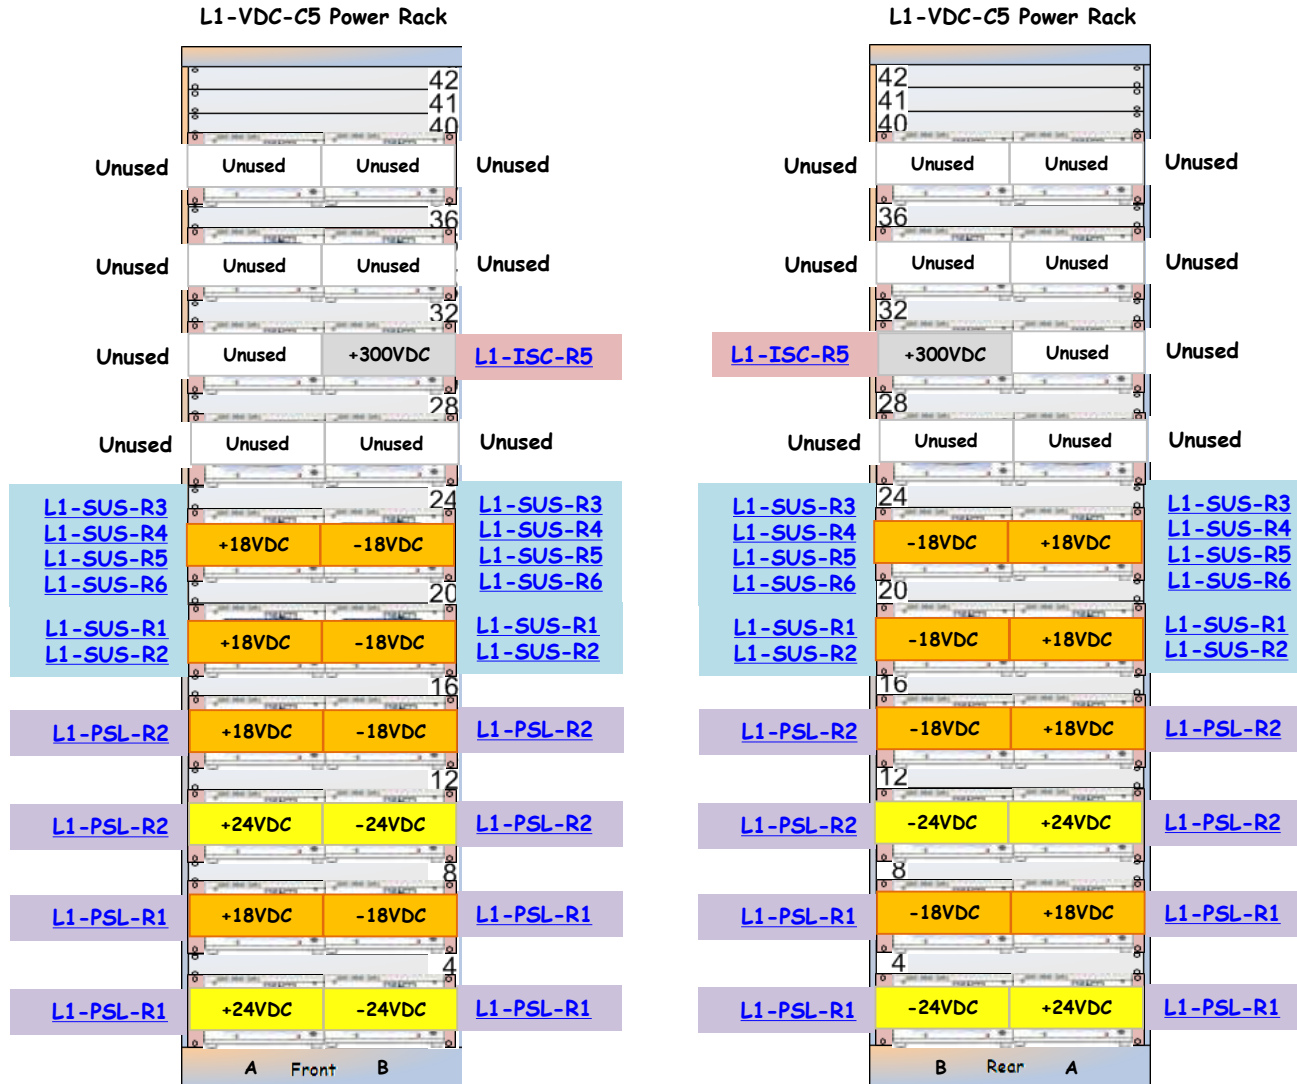 L1-VDC-C5 Power Rack
42
41
40
Unused Unused Unused Unused
36
Unused Unused Unused Unused
32
Unused Unused +300VDC L1-ISC-R5
28
Unused Unused Unused Unused
24
L1-SUS-R3 L1-SUS-R3
L1-SUS-R4 L1-SUS-R4
+18VDC -18VDC
L1-SUS-R5 L1-SUS-R5
L1-SUS-R6 L1-SUS-R6
20
L1-SUS-R1 L1-SUS-R1
+18VDC -18VDC
L1-SUS-R2 L1-SUS-R2
16
L1-PSL-R2 +18VDC -18VDC L1-PSL-R2
12
L1-PSL-R2 +24VDC -24VDC L1-PSL-R2
8
L1-PSL-R1 +18VDC -18VDC L1-PSL-R1
4
L1-PSL-R1 +24VDC -24VDC L1-PSL-R1
A Front B
L1-VDC-C5 Power Rack
42
41
40
Unused Unused Unused Unused
36
Unused Unused Unused Unused
32
L1-ISC-R5 +300VDC Unused Unused
28
Unused Unused Unused Unused
24
L1-SUS-R3 L1-SUS-R3
L1-SUS-R4 L1-SUS-R4
-18VDC +18VDC
L1-SUS-R5 L1-SUS-R5
L1-SUS-R6 L1-SUS-R6
20
L1-SUS-R1 L1-SUS-R1
-18VDC +18VDC
L1-SUS-R2 L1-SUS-R2
16
L1-PSL-R2 -18VDC +18VDC L1-PSL-R2
12
L1-PSL-R2 -24VDC +24VDC L1-PSL-R2
8
L1-PSL-R1 -18VDC +18VDC L1-PSL-R1
4
L1-PSL-R1 -24VDC +24VDC L1-PSL-R1
B Rear A